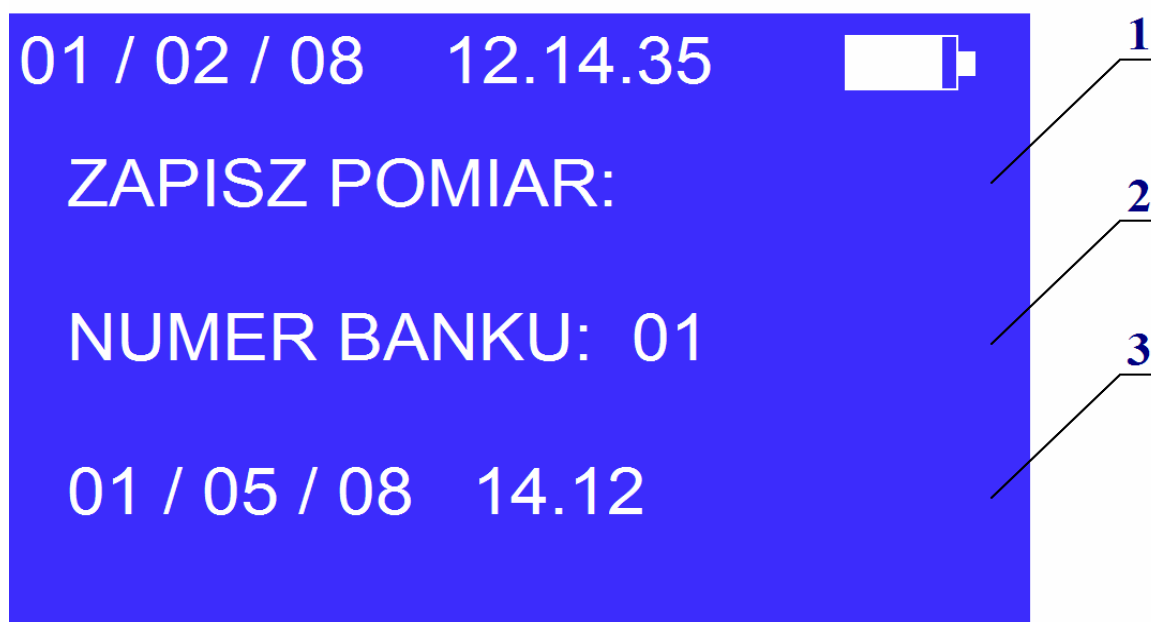 01 / 02 / 08 12.14.35
1
ZAPISZ POMIAR:
2
NUMER BANKU: 01
3
01 / 05 / 08 14.12